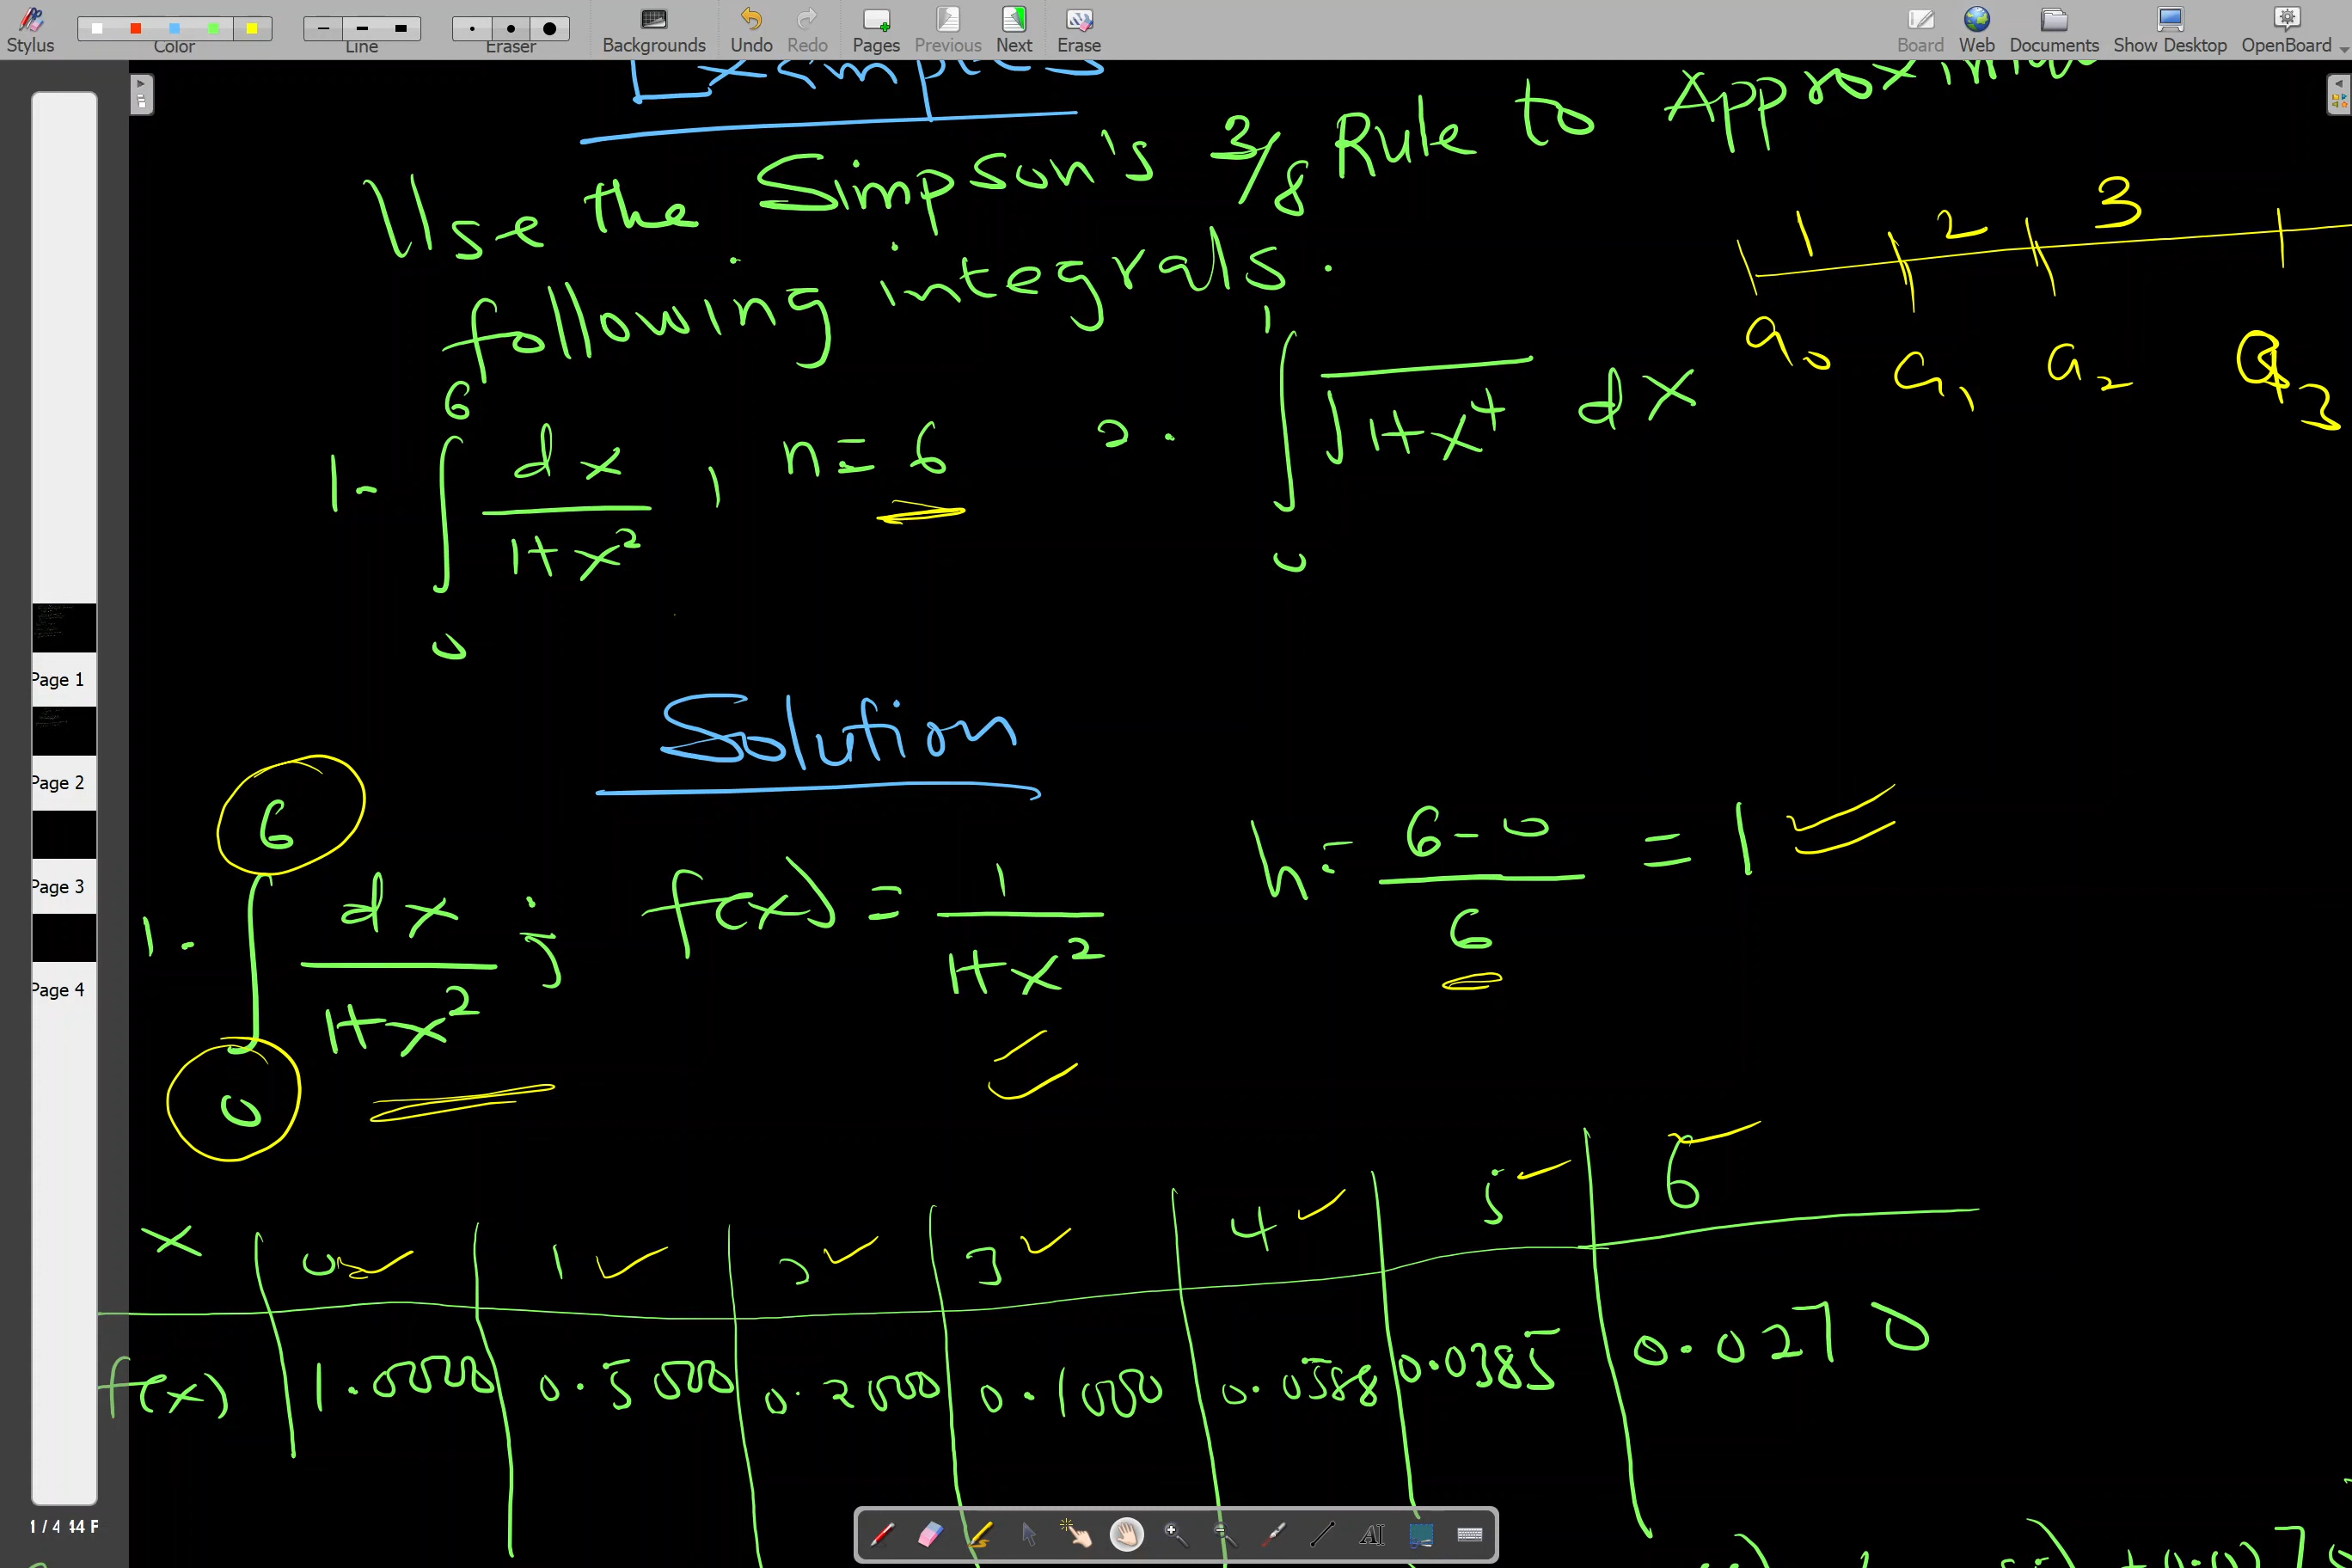 Stylus
Color
Line
Eraser
Backgrounds
Undo
Redo
Pages
Previous
Next
Erase
Board
Web
Documents
Show Desktop
OpenBoard
Examples
Use the Simpson's 3/8 Rule to Approximate
following integrals.
1 2 3
a₀ a₁ a₂ a₃
1. ∫₀⁶ dx/(1+x²), n=6 2. ∫₀¹ √(1+x⁴) dx
Solution
1. ∫₀⁶ dx/(1+x²); f(x) = 1/(1+x²) h = (6-0)/6 = 1
x 0 1 2 3 4 5 6
f(x) 1.0000 0.5000 0.2000 0.1000 0.0588 0.0385 0.0270
Page 1
Page 2
Page 3
Page 4